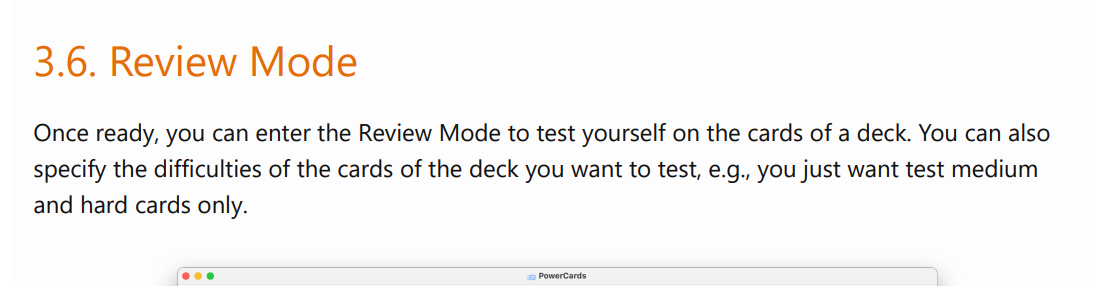 3.6. Review Mode
Once ready, you can enter the Review Mode to test yourself on the cards of a deck. You can also
specify the difficulties of the cards of the deck you want to test, e.g., you just want test medium
and hard cards only.
PowerCards